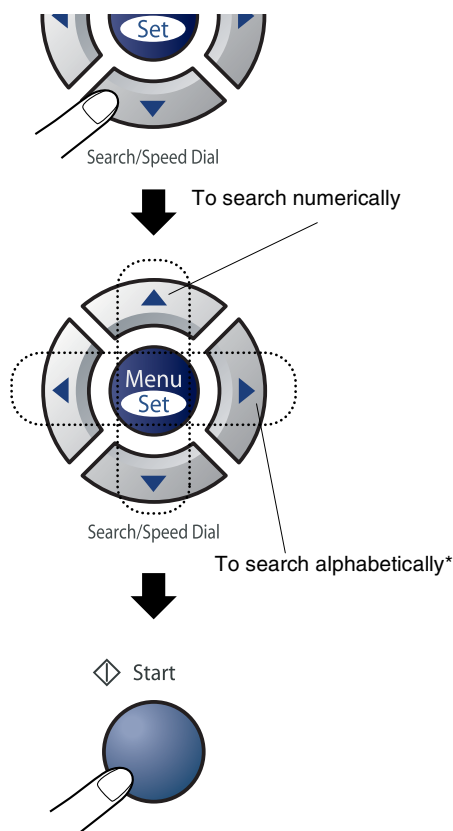 Set
Search/Speed Dial
To search numerically
Menu
Set
Search/Speed Dial
To search alphabetically*
Start